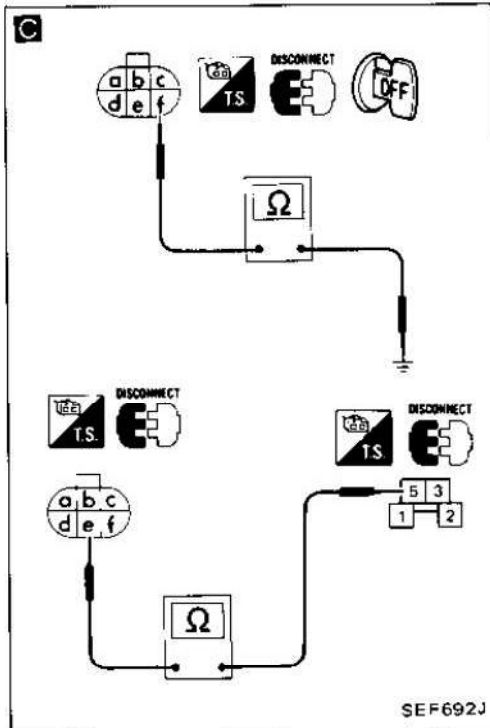 C
DISCONNECT
a b c
d e f
T.S.
OFF
Ω
DISCONNECT
T.S.
DISCONNECT
T.S.
a b c
d e f
5 3
1 2
Ω
SEF692J